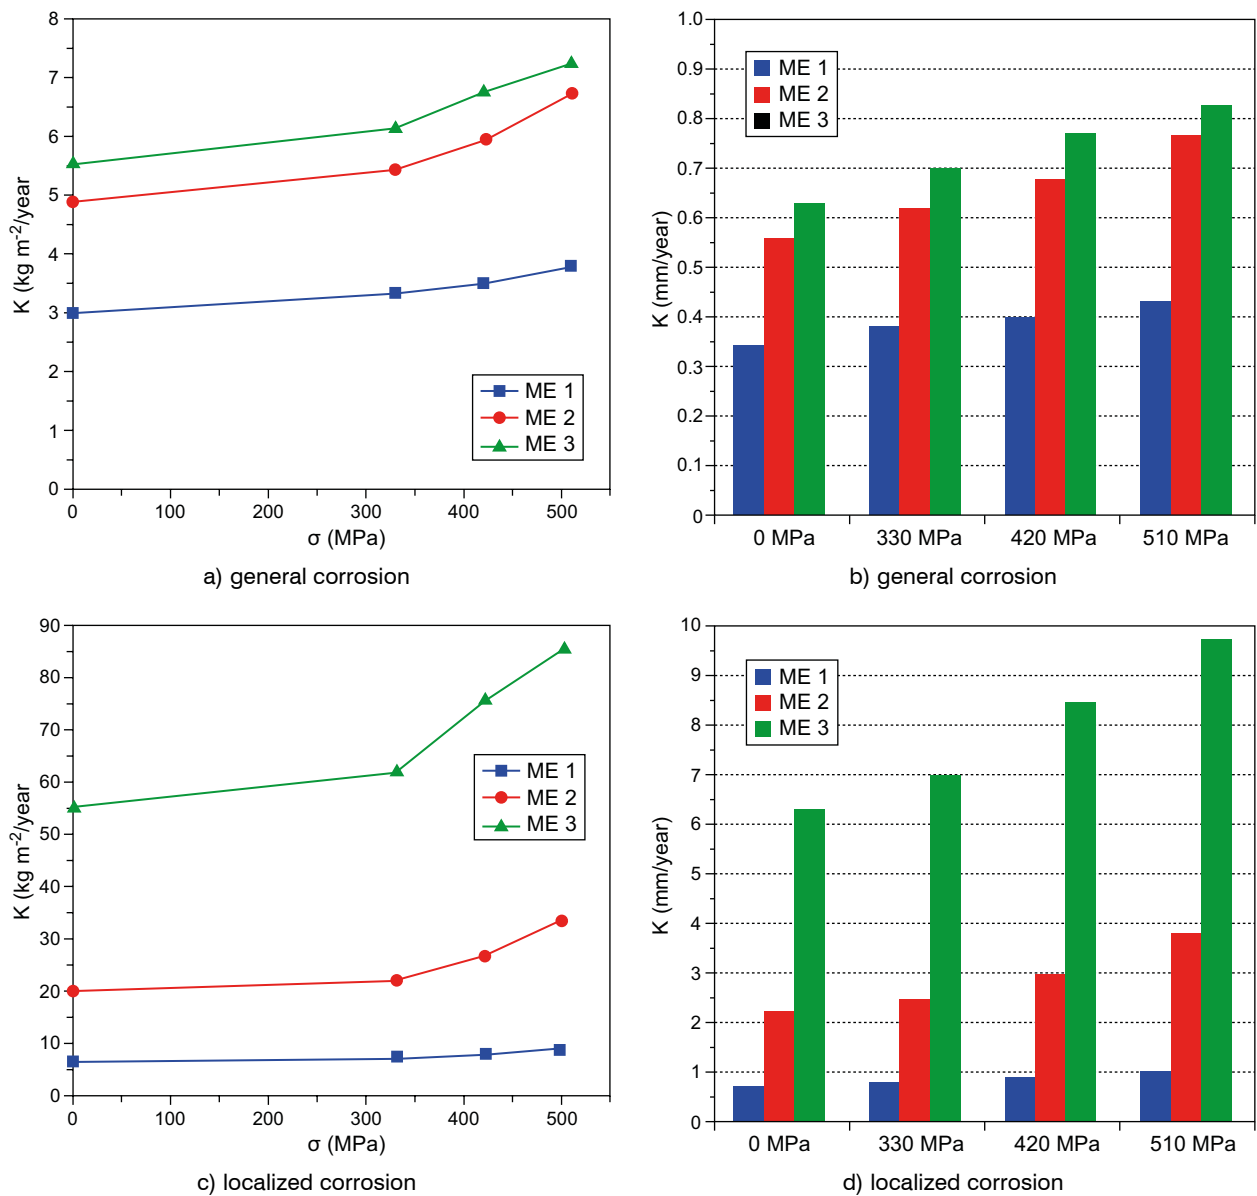 8
7
6
5
4
3
2
1
0
K (kg m-2/year
0 100 200 300 400 500
σ (MPa)
ME 1
ME 2
ME 3
a) general corrosion
1.0
0.9
0.8
0.7
0.6
0.5
0.4
0.3
0.2
0.1
0
K (mm/year)
ME 1
ME 2
ME 3
0 MPa 330 MPa 420 MPa 510 MPa
b) general corrosion
90
80
70
60
50
40
30
20
10
0
K (kg m-2/year
0 100 200 300 400 500
σ (MPa)
ME 1
ME 2
ME 3
c) localized corrosion
10
9
8
7
6
5
4
3
2
1
0
K (mm/year)
ME 1
ME 2
ME 3
0 MPa 330 MPa 420 MPa 510 MPa
d) localized corrosion